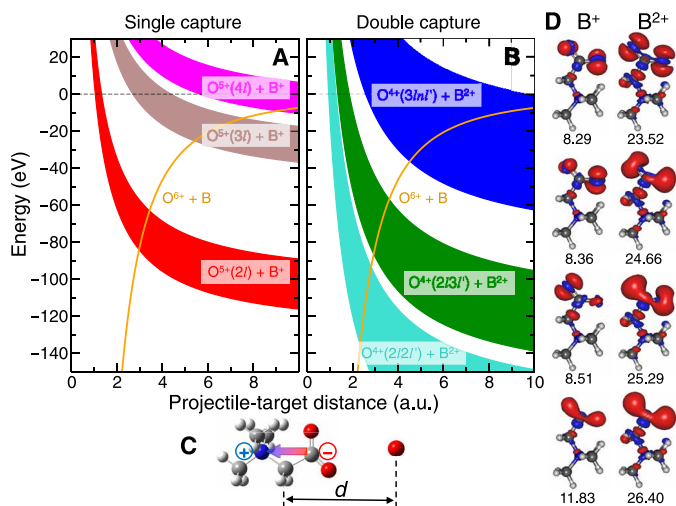 Single capture
Double capture
D B⁺ B²⁺
A
B
Energy (eV)
20
0
−20
−40
−60
−80
−100
−120
−140
O⁵⁺(4l) + B⁺
O⁵⁺(3l) + B⁺
O⁶⁺ + B
O⁵⁺(2l) + B⁺
O⁴⁺(3lnl') + B²⁺
O⁶⁺ + B
O⁴⁺(2l3l') + B²⁺
O⁴⁺(2l2l') + B²⁺
0 2 4 6 8 0 2 4 6 8 10
Projectile-target distance (a.u.)
8.29 23.52
8.36 24.66
8.51 25.29
11.83 26.40
C
+
−
d